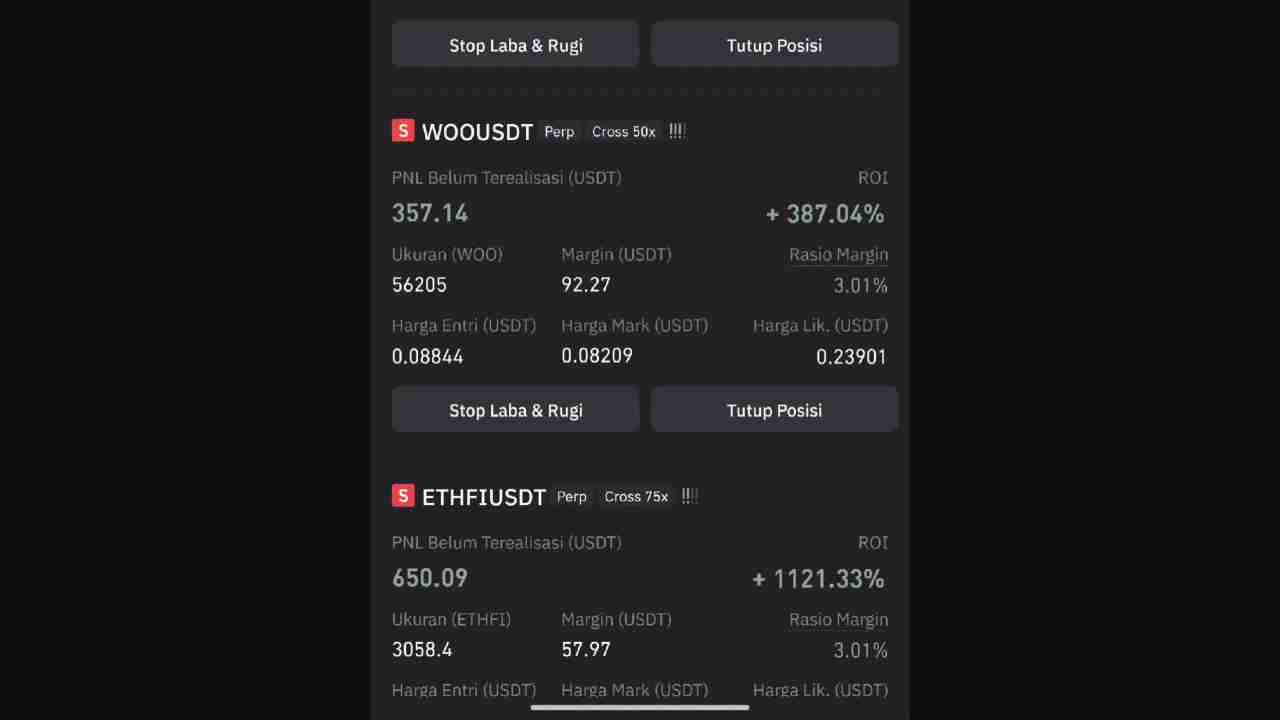 Stop Laba & Rugi Tutup Posisi
S WOOUSDT Perp Cross 50x !!!!
PNL Belum Terealisasi (USDT) ROI
357.14 + 387.04%
Ukuran (WOO) Margin (USDT) Rasio Margin
56205 92.27 3.01%
Harga Entri (USDT) Harga Mark (USDT) Harga Lik. (USDT)
0.08844 0.08209 0.23901
Stop Laba & Rugi Tutup Posisi
S ETHFIUSDT Perp Cross 75x !!!!
PNL Belum Terealisasi (USDT) ROI
650.09 + 1121.33%
Ukuran (ETHFI) Margin (USDT) Rasio Margin
3058.4 57.97 3.01%
Harga Entri (USDT) Harga Mark (USDT) Harga Lik. (USDT)